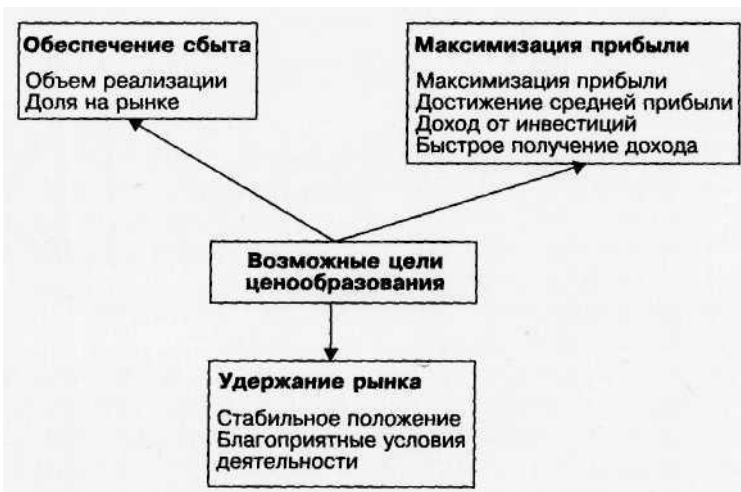 Обеспечение сбыта
Объем реализации
Доля на рынке
Максимизация прибыли
Максимизация прибыли
Достижение средней прибыли
Доход от инвестиций
Быстрое получение дохода
Возможные цели
ценообразования
Удержание рынка
Стабильное положение
Благоприятные условия
деятельности